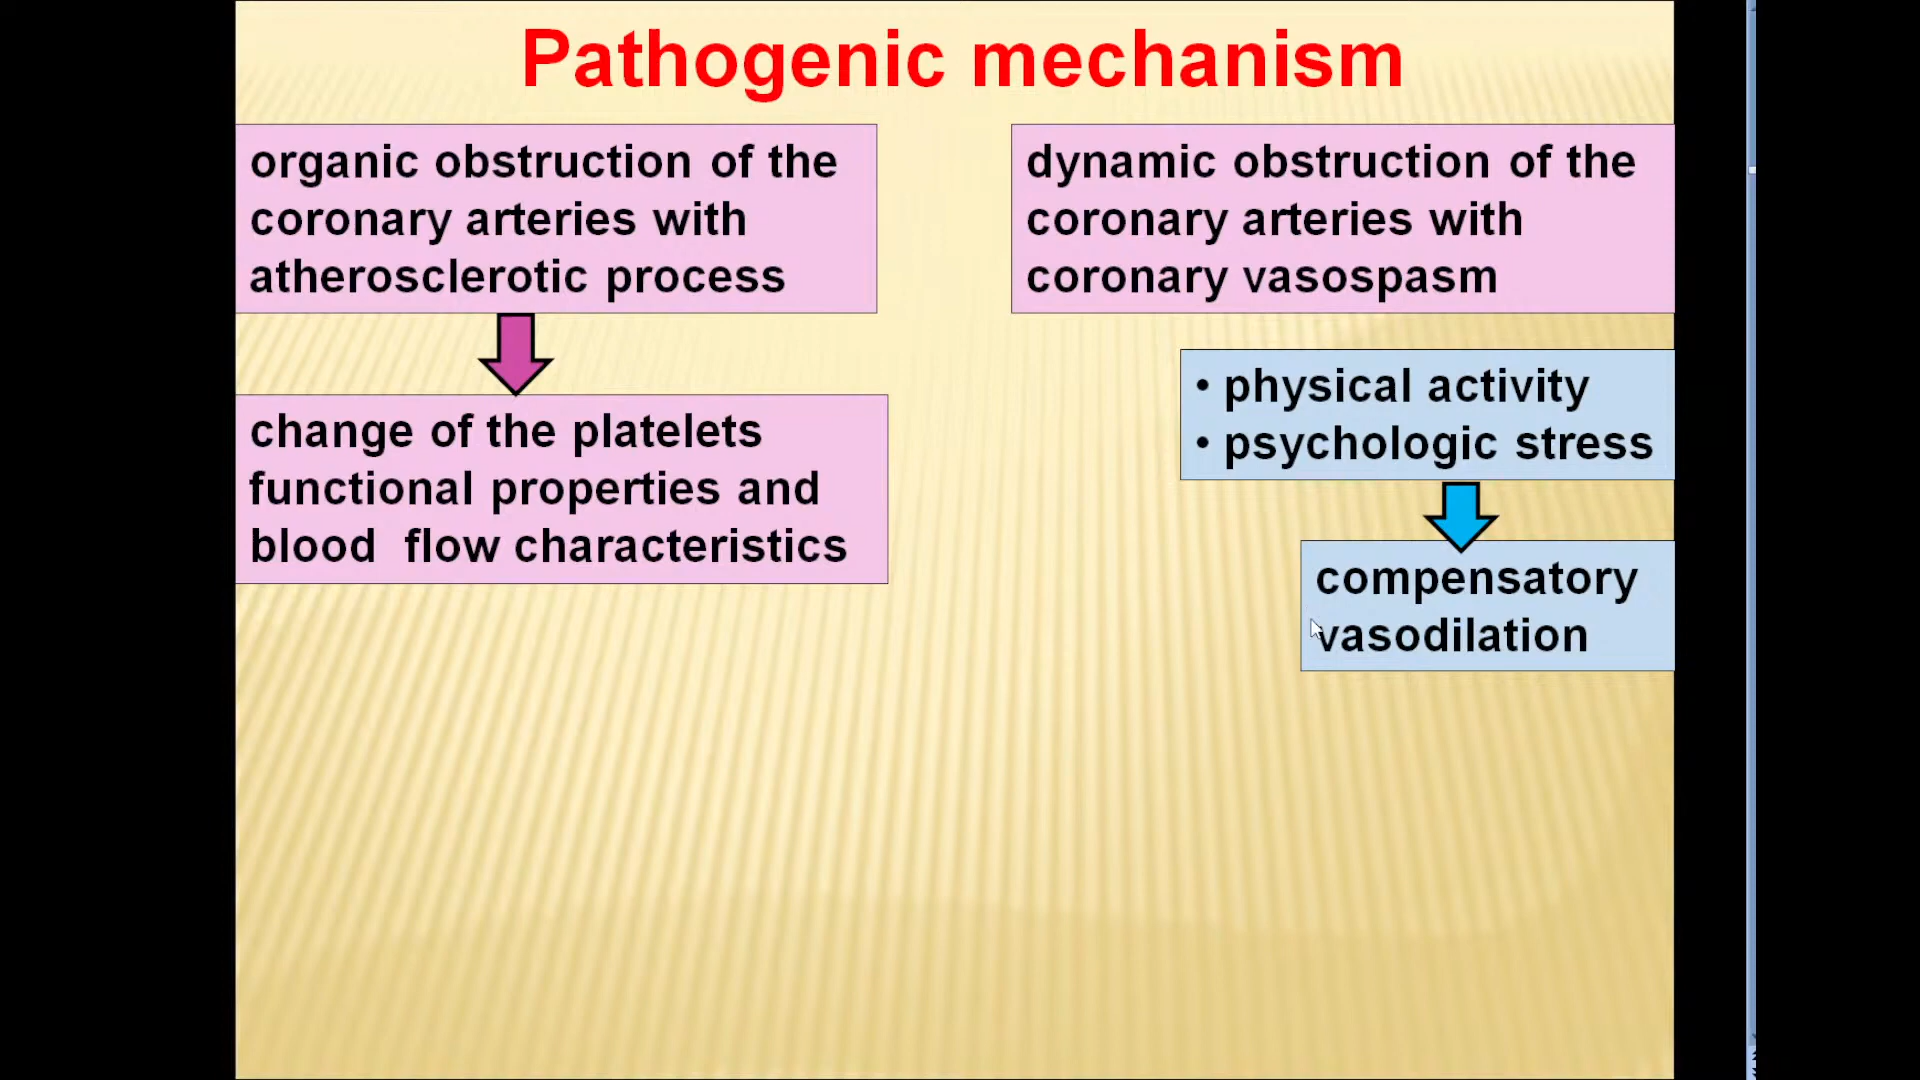 Pathogenic mechanism
organic obstruction of the
coronary arteries with
atherosclerotic process
dynamic obstruction of the
coronary arteries with
coronary vasospasm
• physical activity
• psychologic stress
change of the platelets
functional properties and
blood  flow characteristics
compensatory
vasodilation